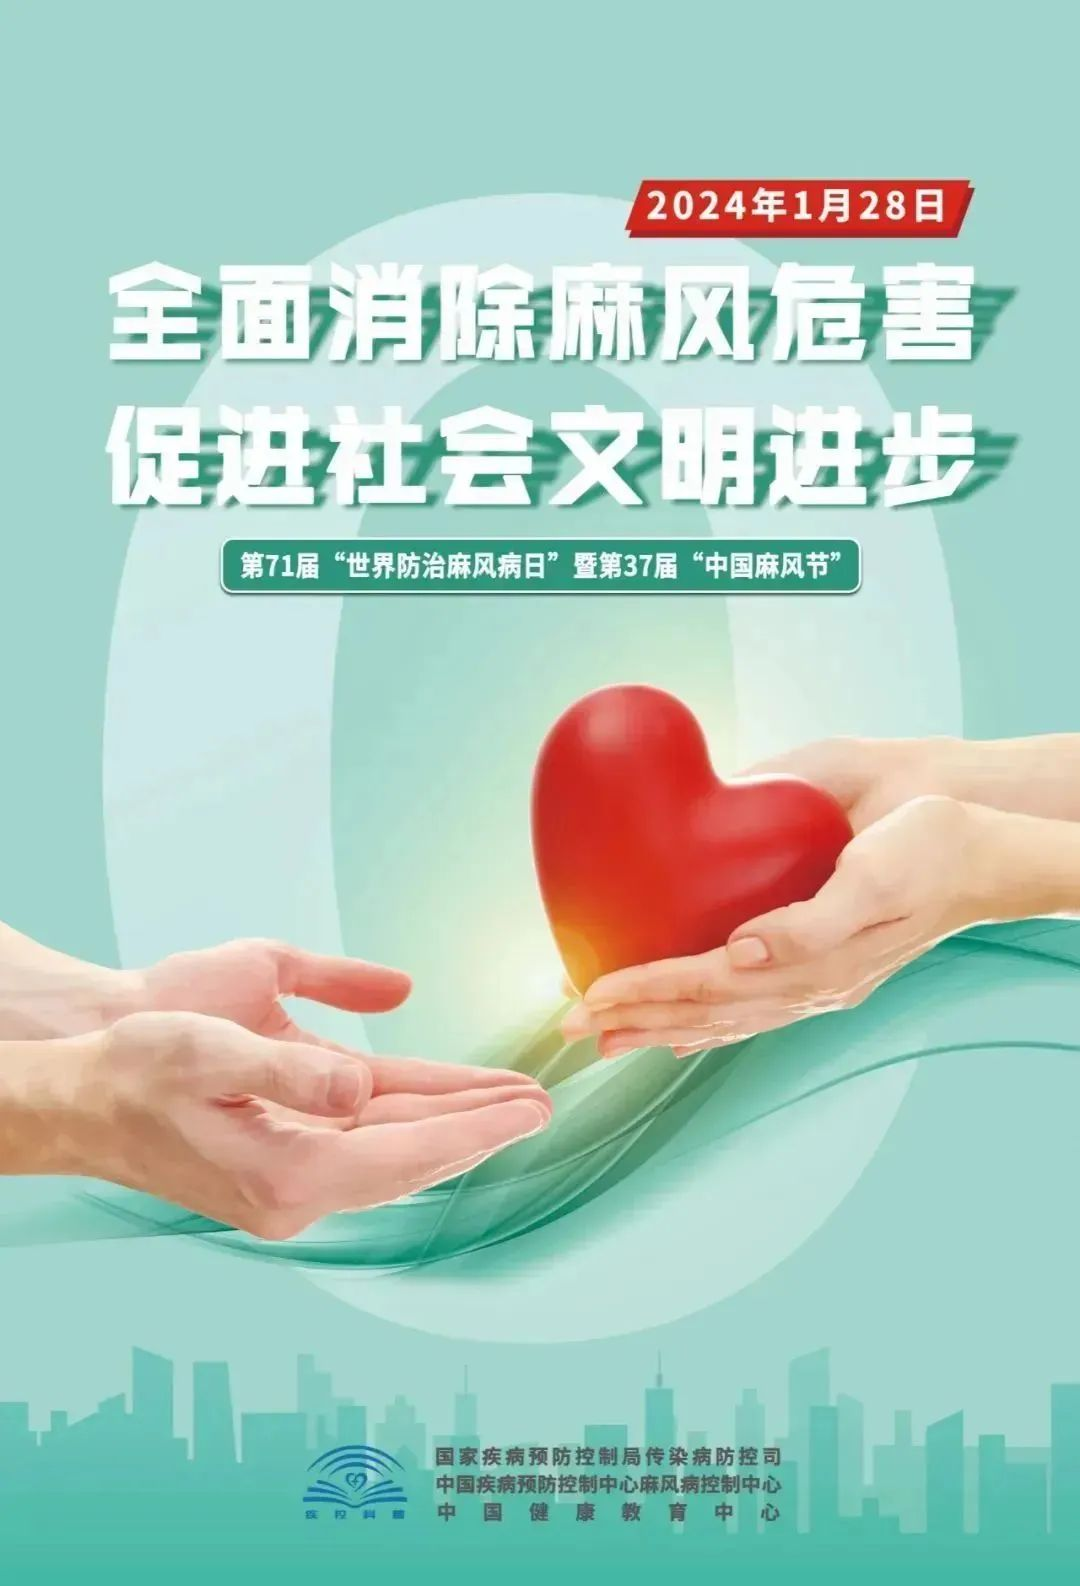 2024年1月28日
全面消除麻风危害
促进社会文明进步
第71届“世界防治麻风病日”暨第37届“中国麻风节”
国家疾病预防控制局传染病防控司
中国疾病预防控制中心麻风病控制中心
中国健康教育中心
疾控科普